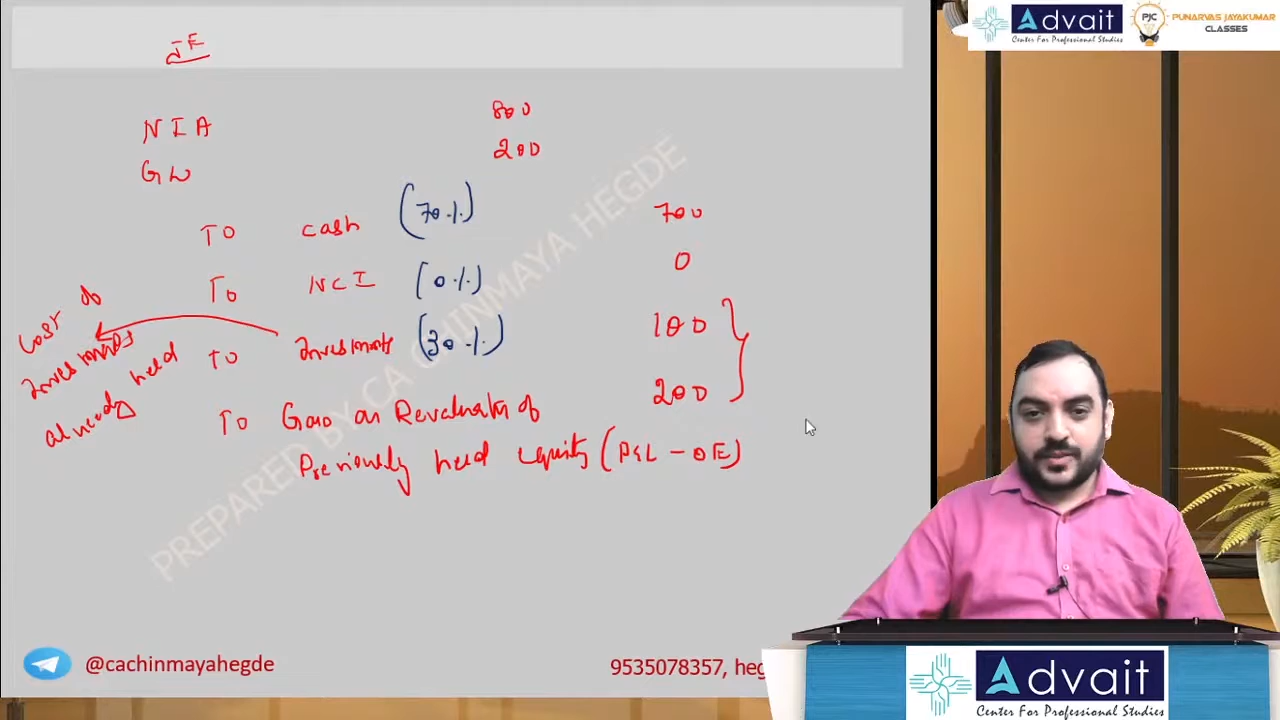 JE
NIA 800
GW 200
To cash (70%) 700
To NCI (0%) 0
To Investments (30%) 100
To Gain on Revaluation of 200
Previously held equity (P&L - OE)
Cost of
Investments
already held
PREPARED BY CA CHINMAYA HEGDE
Advait
Center For Professional Studies
PJC
PUNARVAS JAYAKUMAR
CLASSES
@cachinmayahegde
9535078357, heg
Advait
Center For Professional Studies